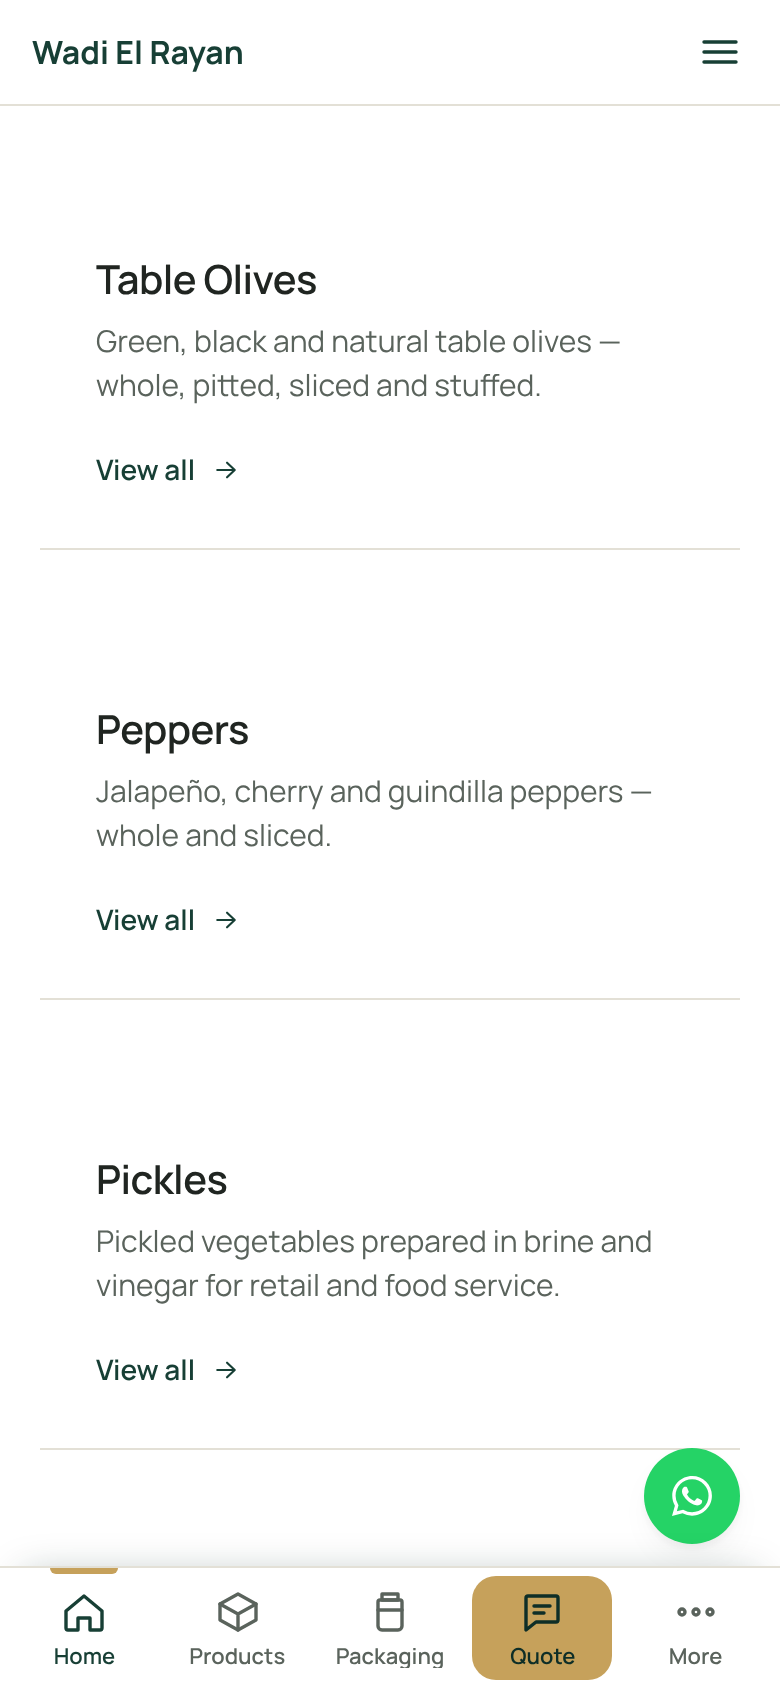 Wadi El Rayan
Table Olives
Green, black and natural table olives —
whole, pitted, sliced and stuffed.
View all →
Peppers
Jalapeño, cherry and guindilla peppers —
whole and sliced.
View all →
Pickles
Pickled vegetables prepared in brine and
vinegar for retail and food service.
View all →
Home
Products
Packaging
Quote
More